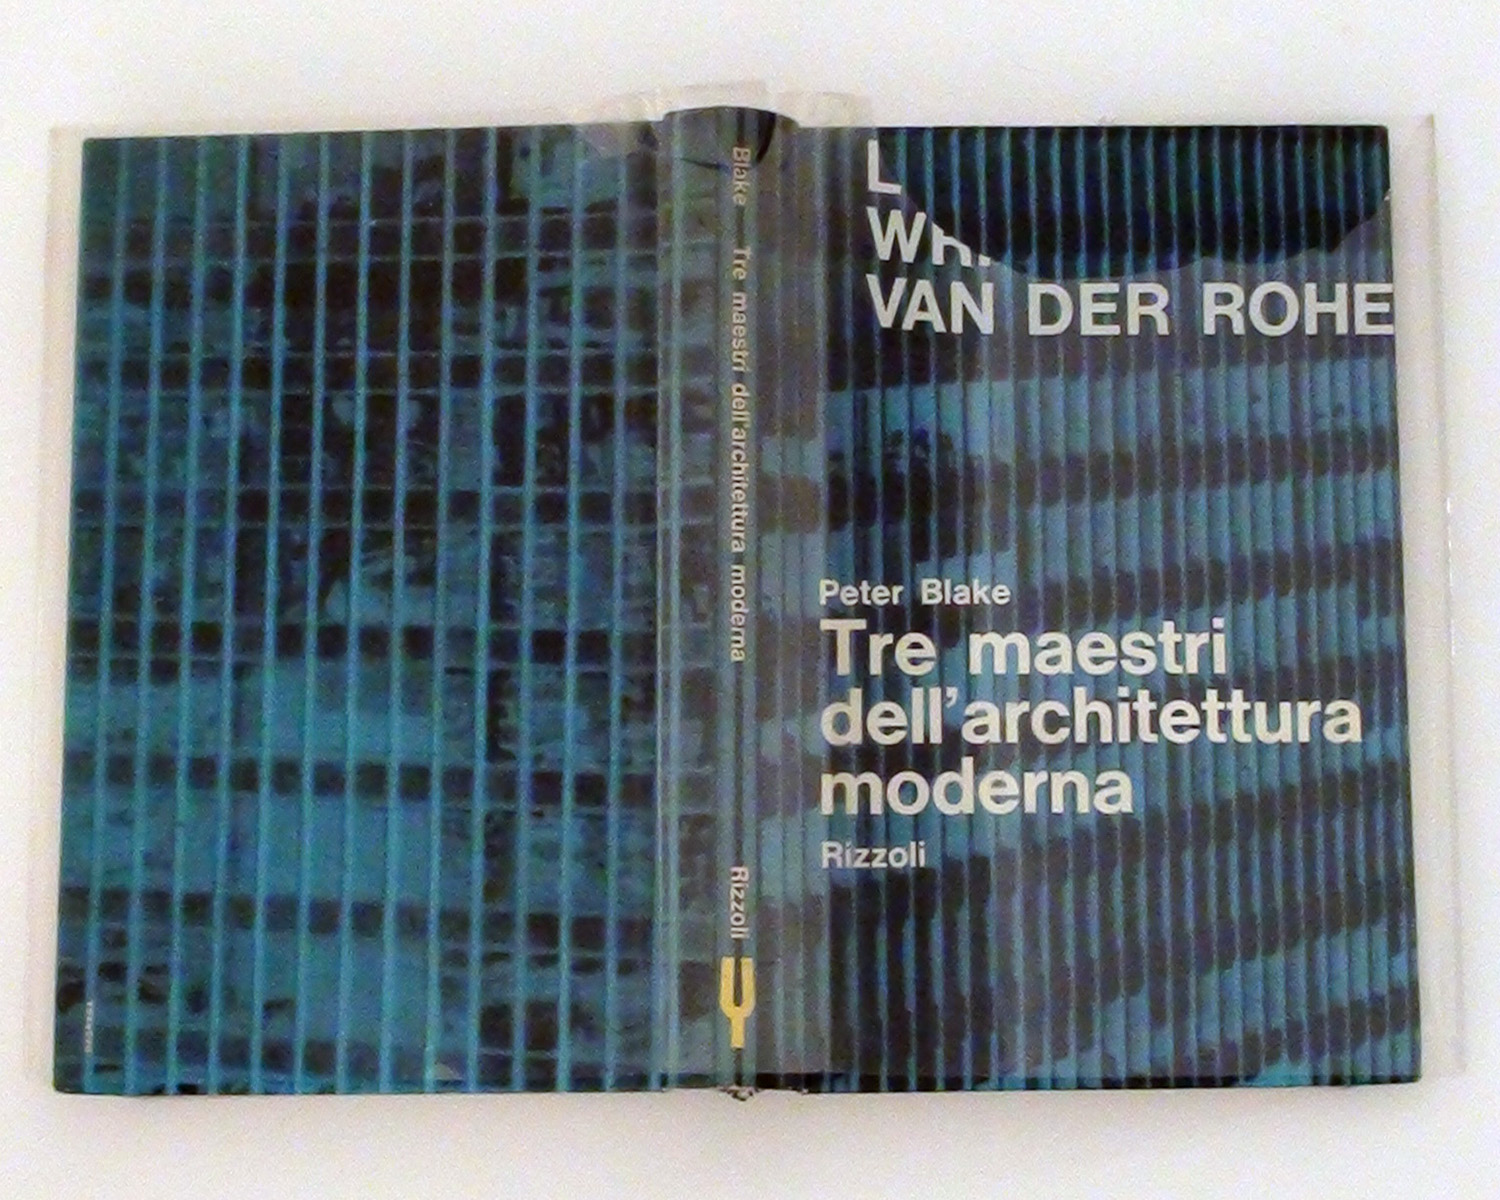 Blake Tre maestri dell'architettura moderna Rizzoli
L
VAN DER ROHE
Peter Blake
Tre maestri
dell'architettura
moderna
Rizzoli